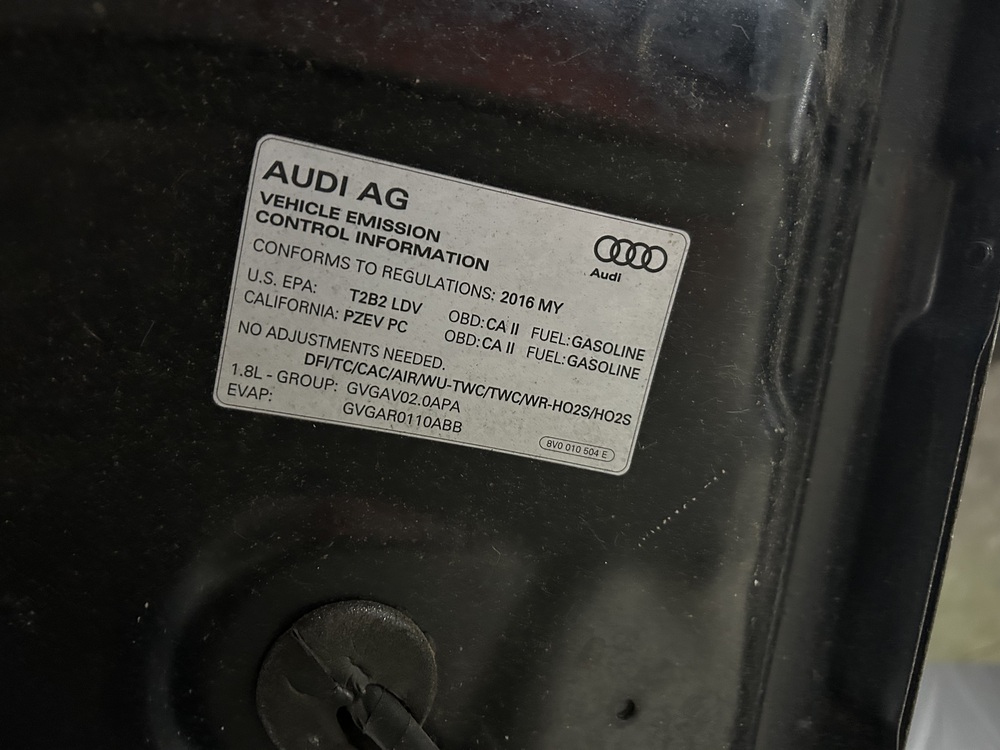 AUDI AG
VEHICLE EMISSION
CONTROL INFORMATION
Audi
CONFORMS TO REGULATIONS: 2016 MY
U.S. EPA: T2B2 LDV OBD: CA II FUEL: GASOLINE
CALIFORNIA: PZEV PC OBD: CA II FUEL: GASOLINE
NO ADJUSTMENTS NEEDED.
DFI/TC/CAC/AIR/WU-TWC/TWC/WR-HO2S/HO2S
1.8L - GROUP: GVGAV02.0APA
EVAP: GVGAR0110ABB
8V0 010 504 E